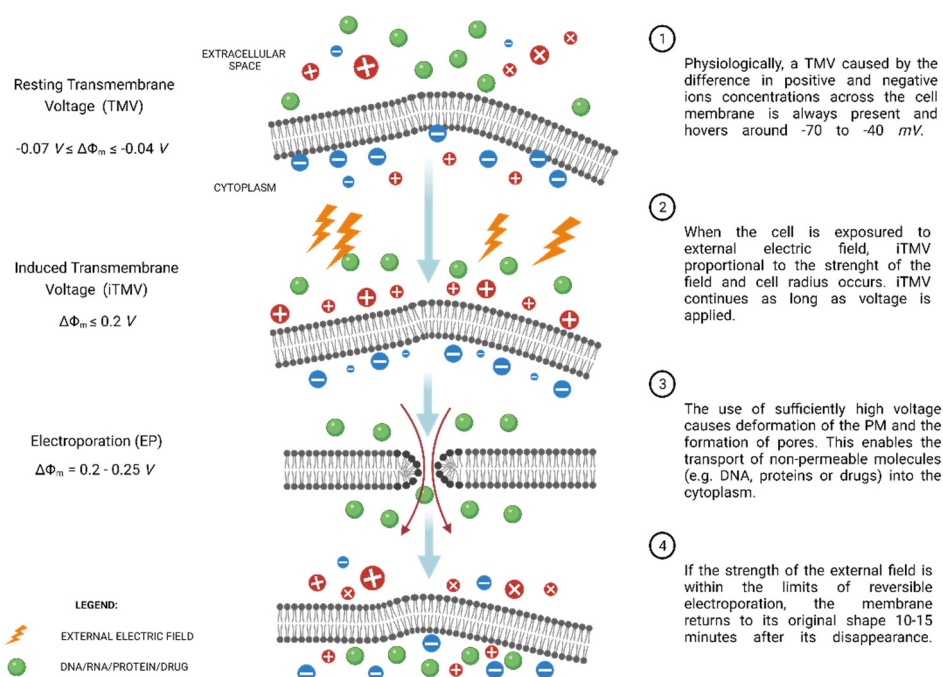 EXTRACELLULAR
SPACE
Resting Transmembrane
Voltage (TMV)
-0.07 V ≤ ΔΦm ≤ -0.04 V
CYTOPLASM
1
Physiologically, a TMV caused by the
difference in positive and negative
ions concentrations across the cell
membrane is always present and
hovers around -70 to -40 mV.
Induced Transmembrane
Voltage (iTMV)
ΔΦm ≤ 0.2 V
2
When the cell is exposed to
external electric field, iTMV
proportional to the strenght of the
field and cell radius occurs. iTMV
continues as long as voltage is
applied.
Electroporation (EP)
ΔΦm = 0.2 - 0.25 V
3
The use of sufficiently high voltage
causes deformation of the PM and the
formation of pores. This enables the
transport of non-permeable molecules
(e.g. DNA, proteins or drugs) into the
cytoplasm.
4
If the strength of the external field is
within the limits of reversible
electroporation, the membrane
returns to its original shape 10-15
minutes after its disappearance.
LEGEND:
EXTERNAL ELECTRIC FIELD
DNA/RNA/PROTEIN/DRUG